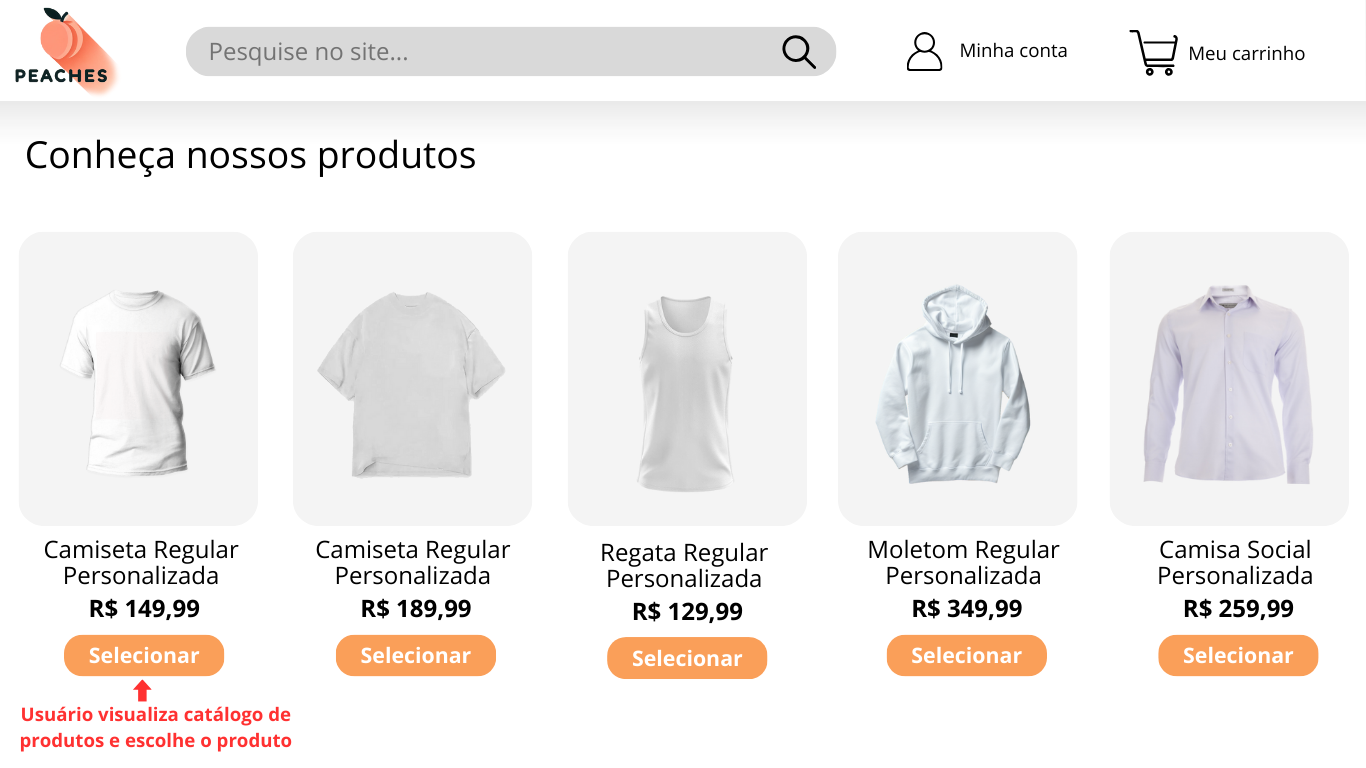 PEACHES
Pesquise no site...
Minha conta
Meu carrinho
Conheça nossos produtos
Camiseta Regular
Personalizada
R$ 149,99
Selecionar
Camiseta Regular
Personalizada
R$ 189,99
Selecionar
Regata Regular
Personalizada
R$ 129,99
Selecionar
Moletom Regular
Personalizada
R$ 349,99
Selecionar
Camisa Social
Personalizada
R$ 259,99
Selecionar
Usuário visualiza catálogo de
produtos e escolhe o produto